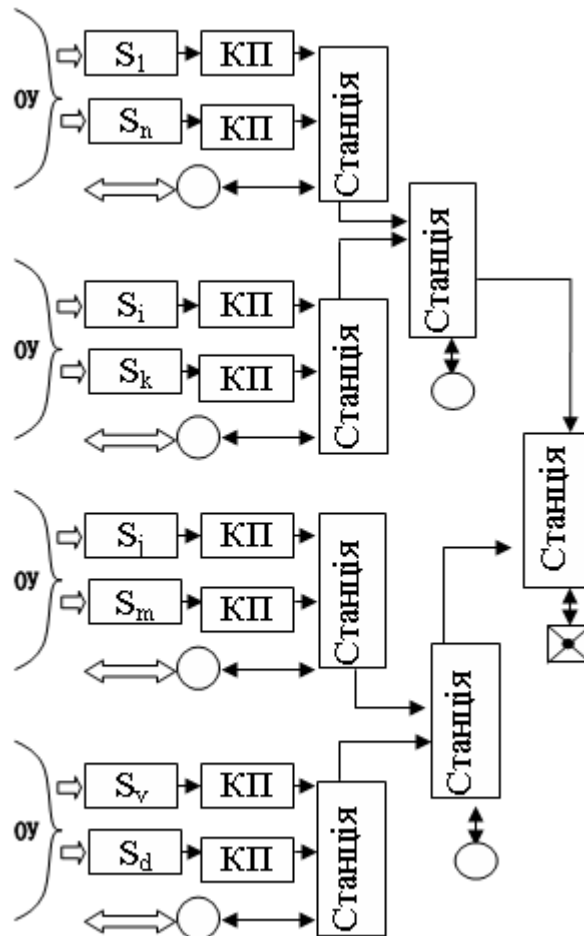 S1
КП
Станція
ОУ
Sn
КП
Станція
Si
КП
Станція
ОУ
Sk
КП
Станція
Sj
КП
Станція
ОУ
Sm
КП
Станція
Sv
КП
Станція
ОУ
Sd
КП